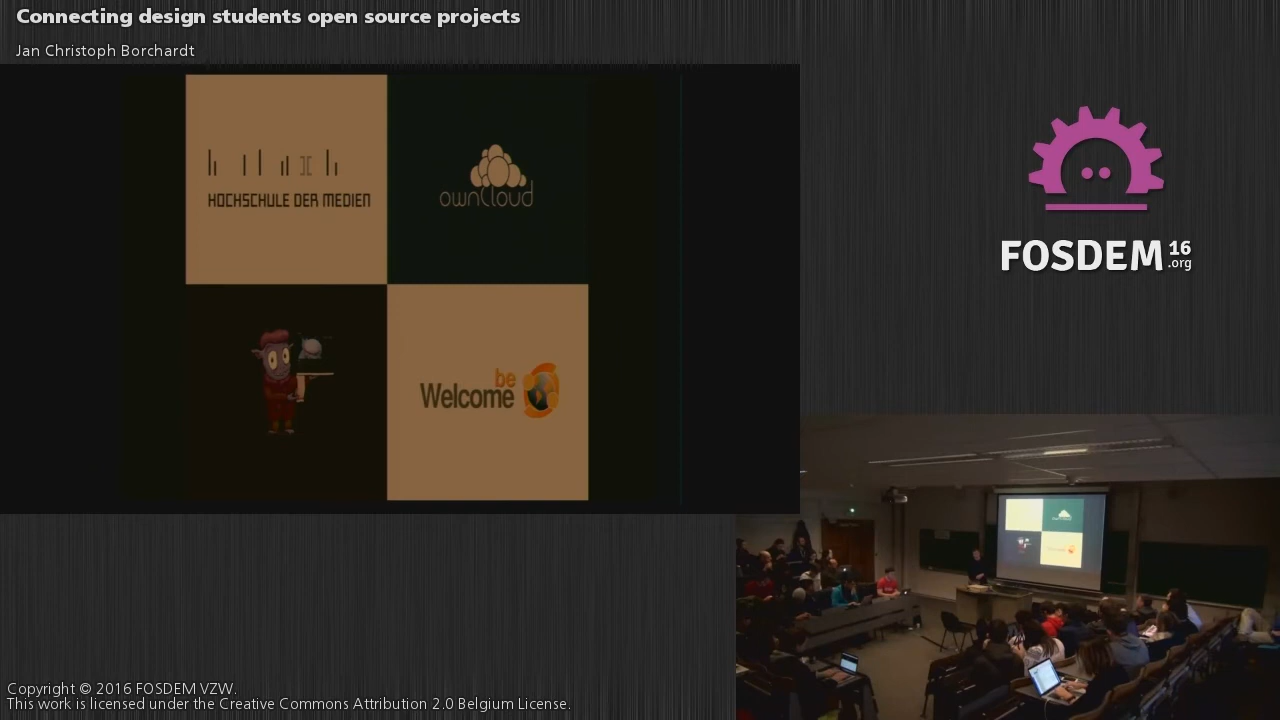 Connecting design students open source projects
Jan Christoph Borchardt
HOCHSCHULE DER MEDIEN
ownCloud
be
Welcome
FOSDEM 16
.org
Copyright © 2016 FOSDEM VZW.
This work is licensed under the Creative Commons Attribution 2.0 Belgium License.